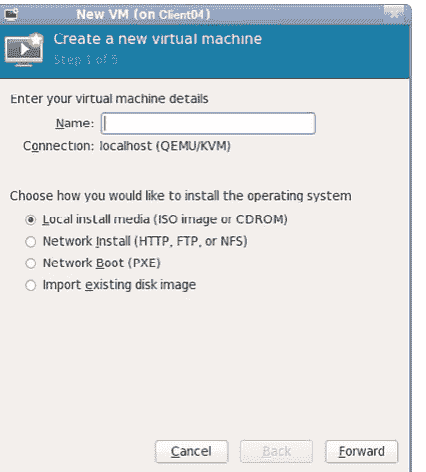 New VM (on Client04)
Create a new virtual machine
Step 1 of 5
Enter your virtual machine details
Name:
Connection: localhost (QEMU/KVM)
Choose how you would like to install the operating system
Local install media (ISO image or CDROM)
Network Install (HTTP, FTP, or NFS)
Network Boot (PXE)
Import existing disk image
Cancel
Back
Forward